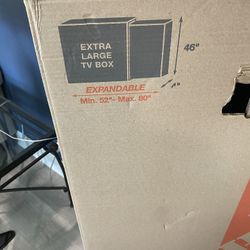 EXTRA
LARGE
TV BOX
46"
EXPANDABLE
Min. 52"- Max. 80"